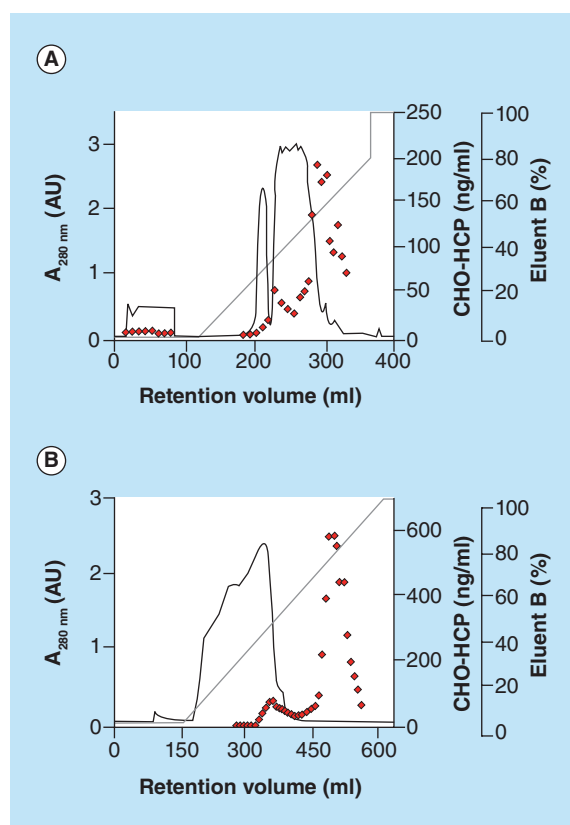 A
3
2
1
0
A280 nm (AU)
250
200
150
100
50
0
CHO-HCP (ng/ml)
100
80
60
40
20
0
Eluent B (%)
0 100 200 300 400
Retention volume (ml)
B
3
2
1
0
A280 nm (AU)
600
400
200
0
CHO-HCP (ng/ml)
100
80
60
40
20
0
Eluent B (%)
0 150 300 450 600
Retention volume (ml)